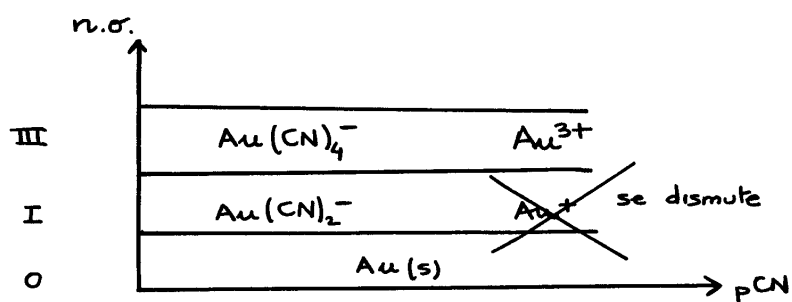 n.o.
III Au(CN)₄⁻ Au³⁺
I Au(CN)₂⁻ Au⁺ se dismute
0 Au(s)
pCN